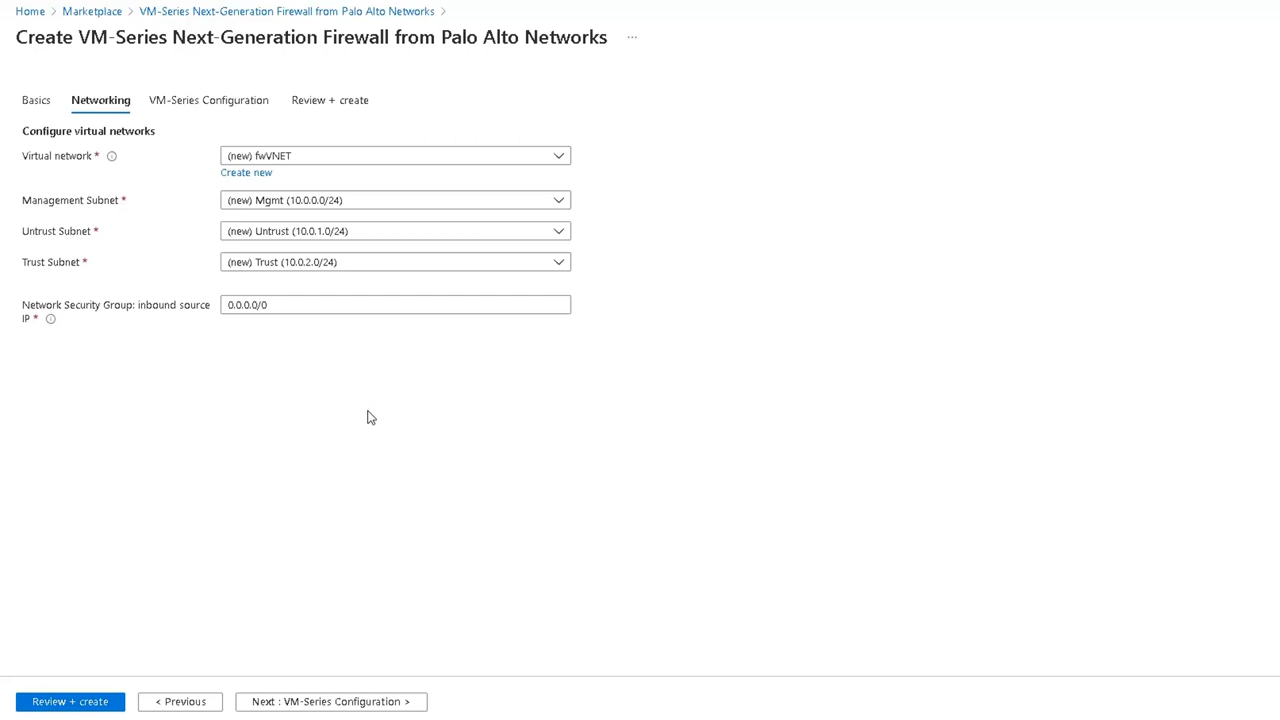 Home > Marketplace > VM-Series Next-Generation Firewall from Palo Alto Networks >
Create VM-Series Next-Generation Firewall from Palo Alto Networks ...
Basics Networking VM-Series Configuration Review + create
Configure virtual networks
Virtual network * (new) fwVNET
Create new
Management Subnet * (new) Mgmt (10.0.0.0/24)
Untrust Subnet * (new) Untrust (10.0.1.0/24)
Trust Subnet * (new) Trust (10.0.2.0/24)
Network Security Group: inbound source 0.0.0.0/0
IP *
Review + create < Previous Next : VM-Series Configuration >